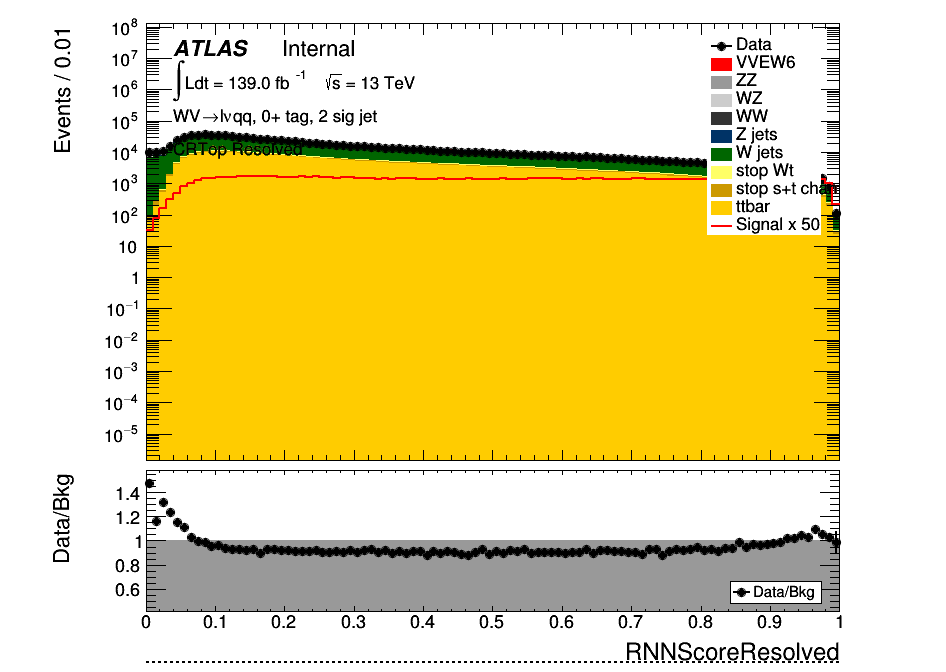 Events / 0.01
10⁸
10⁷
10⁶
10⁵
10⁴
10³
10²
10
1
10⁻¹
10⁻²
10⁻³
10⁻⁴
10⁻⁵
ATLAS Internal
∫Ldt = 139.0 fb⁻¹ √s = 13 TeV
WV→lνqq, 0+ tag, 2 sig jet
CRTop Resolved
Data
VVEW6
ZZ
WZ
WW
Z jets
W jets
stop Wt
stop s+t chan
ttbar
Signal x 50
Data/Bkg
1.4
1.2
1
0.8
0.6
Data/Bkg
0 0.1 0.2 0.3 0.4 0.5 0.6 0.7 0.8 0.9 1
RNNScoreResolved